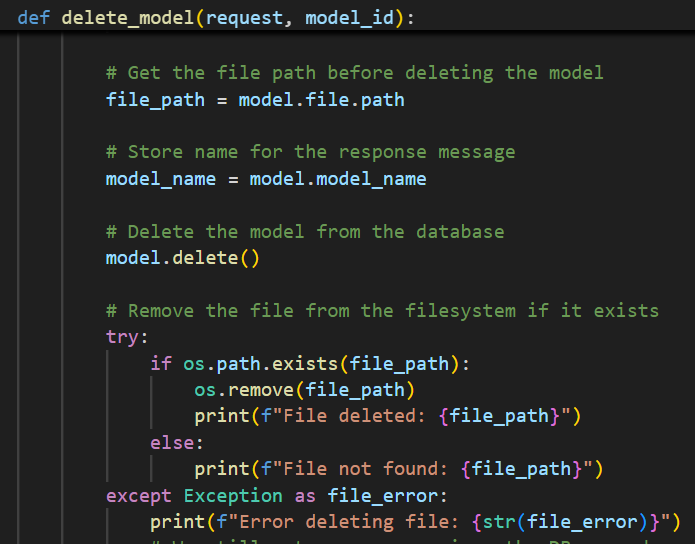 def delete_model(request, model_id):
# Get the file path before deleting the model
file_path = model.file.path
# Store name for the response message
model_name = model.model_name
# Delete the model from the database
model.delete()
# Remove the file from the filesystem if it exists
try:
if os.path.exists(file_path):
os.remove(file_path)
print(f"File deleted: {file_path}")
else:
print(f"File not found: {file_path}")
except Exception as file_error:
print(f"Error deleting file: {str(file_error)}")